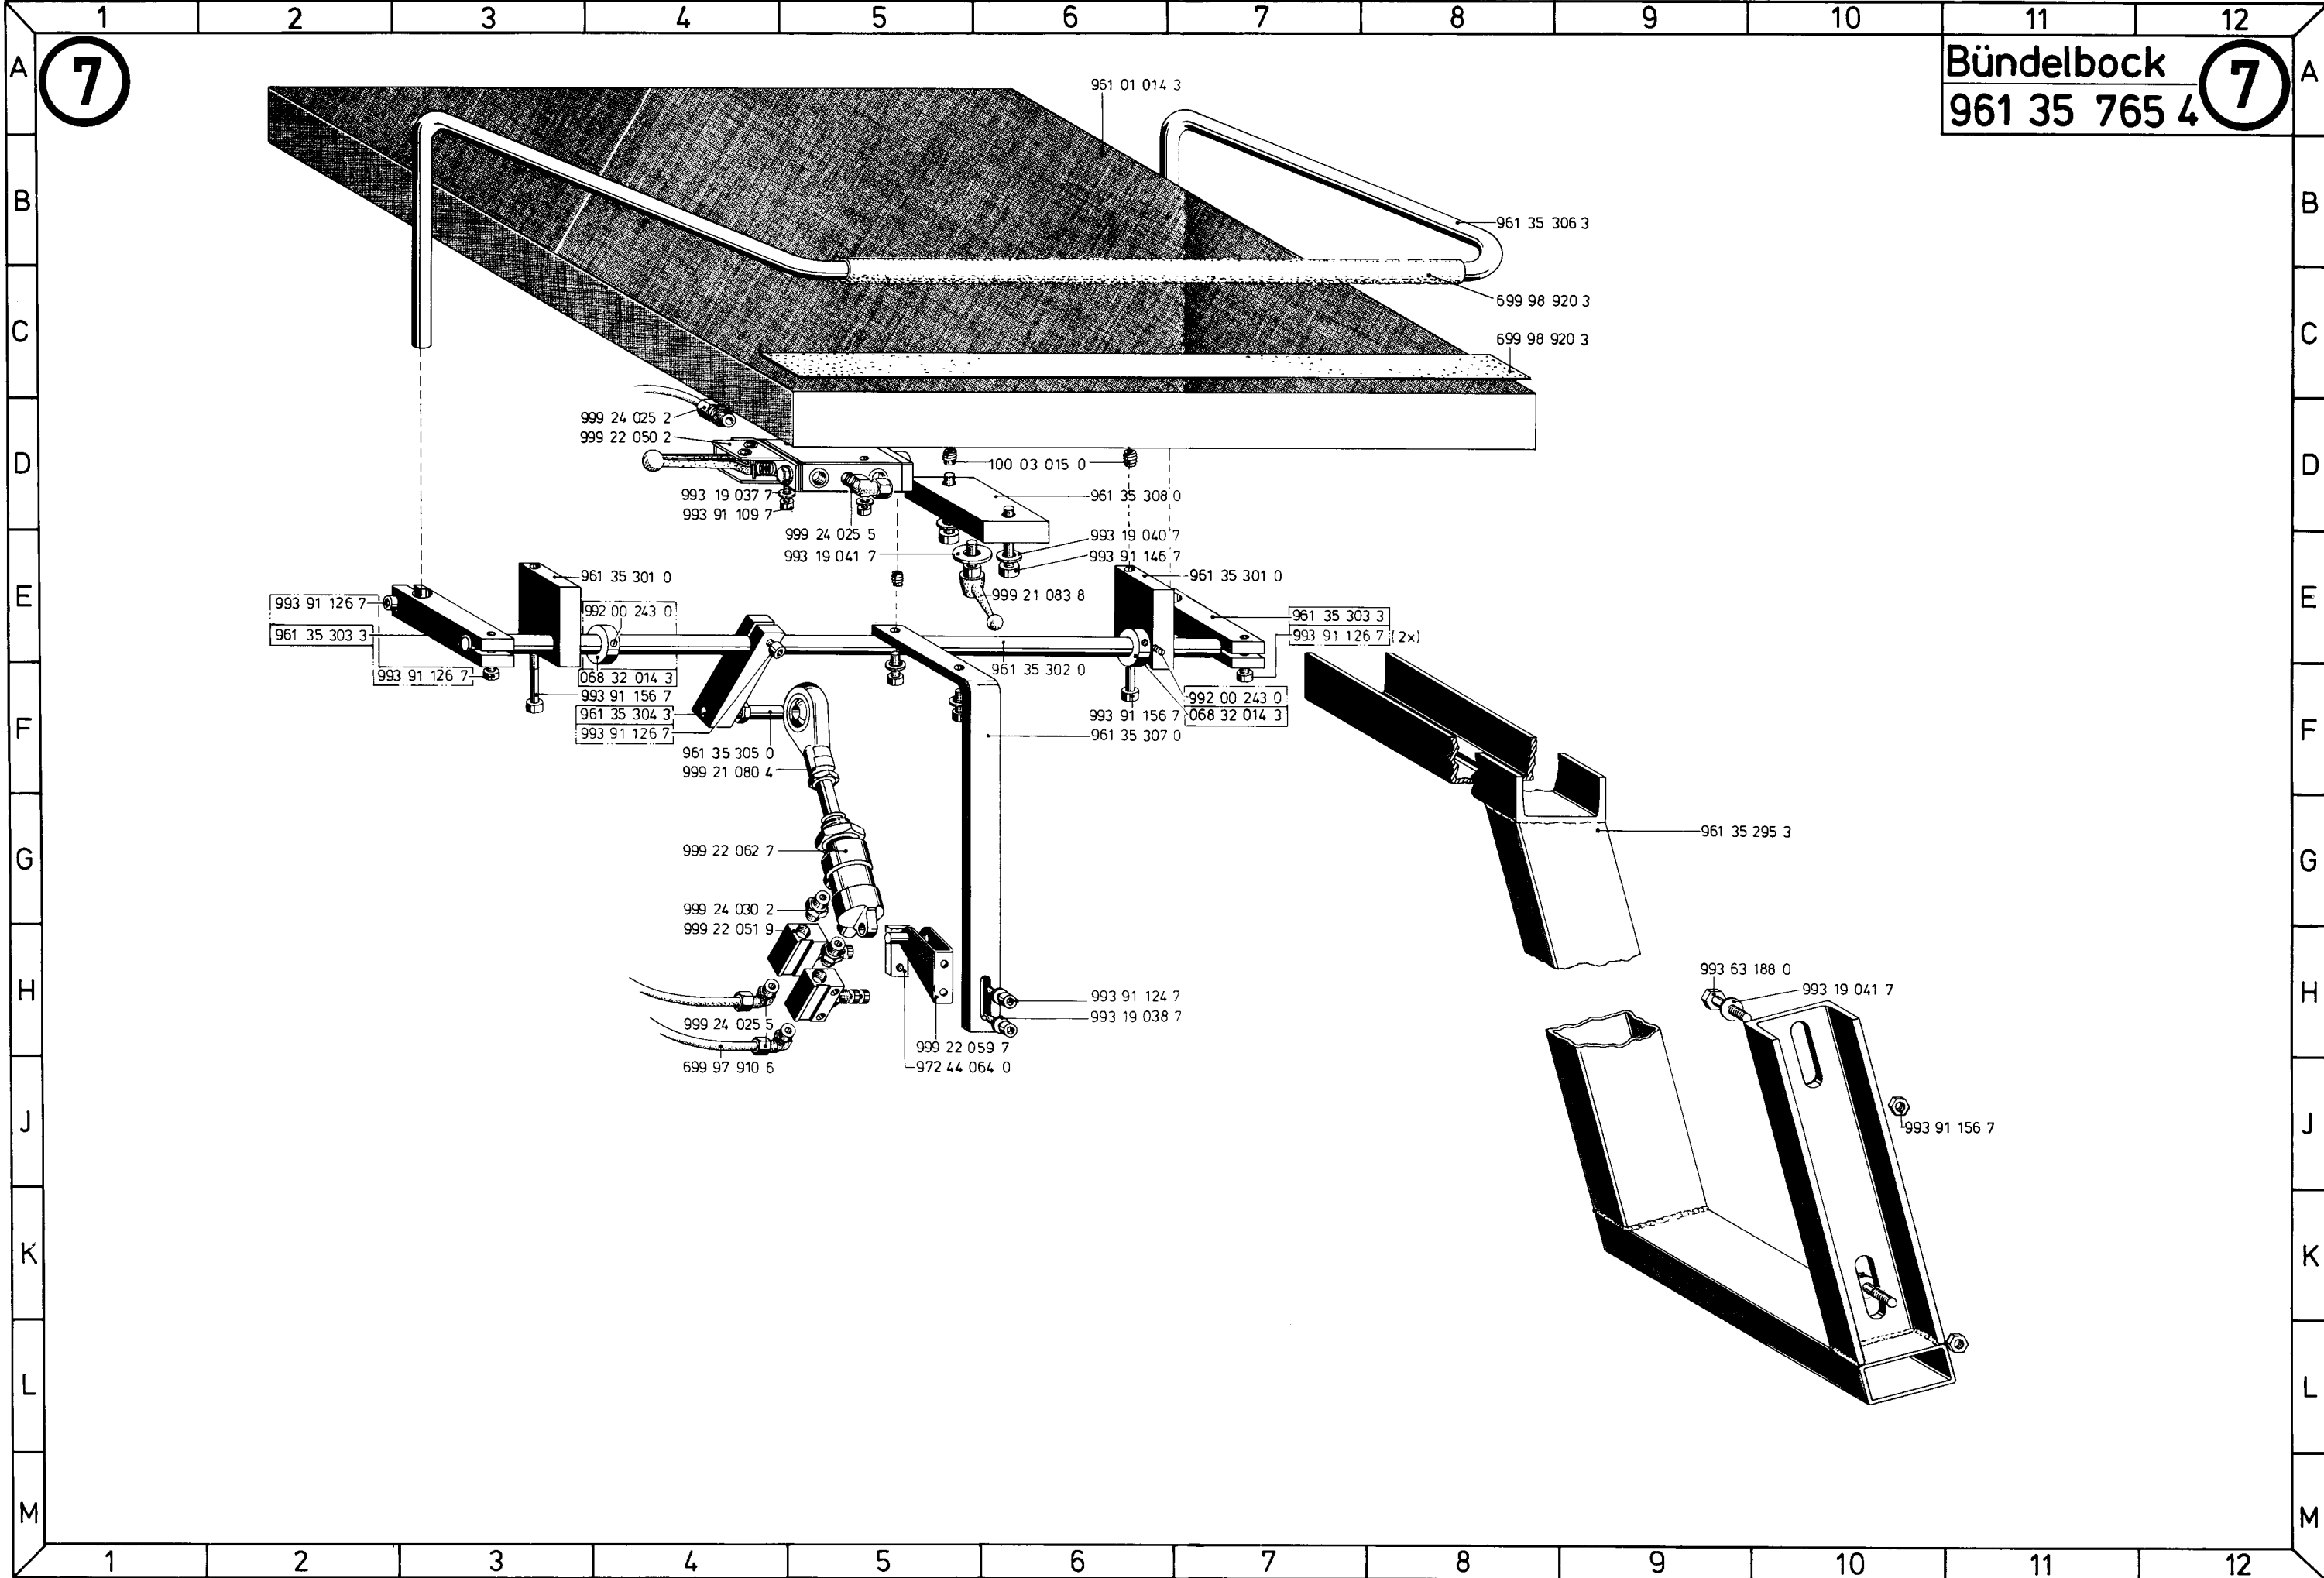 1 2 3 4 5 6 7 8 9 10 11 12
A
7
Bündelbock
961 35 765 4
7
A
961 01 014 3
B
961 35 306 3
B
699 98 920 3
C
699 98 920 3
C
999 24 025 2
999 22 050 2
D
100 03 015 0
D
993 19 037 7
961 35 308 0
993 91 109 7
999 24 025 5
993 19 040 7
993 19 041 7
993 91 146 7
961 35 301 0
961 35 301 0
E
993 91 126 7
992 00 243 0
999 21 083 8
961 35 303 3
E
961 35 303 3
993 91 126 7 (2x)
993 91 126 7
068 32 014 3
961 35 302 0
993 91 156 7
992 00 243 0
961 35 304 3
993 91 156 7
068 32 014 3
F
993 91 126 7
961 35 307 0
F
961 35 305 0
999 21 080 4
961 35 295 3
G
999 22 062 7
G
999 24 030 2
999 22 051 9
993 63 188 0
H
993 91 124 7
993 19 041 7
H
999 24 025 5
993 19 038 7
999 22 059 7
699 97 910 6
972 44 064 0
J
993 91 156 7
J
K
K
L
L
M
M
1 2 3 4 5 6 7 8 9 10 11 12